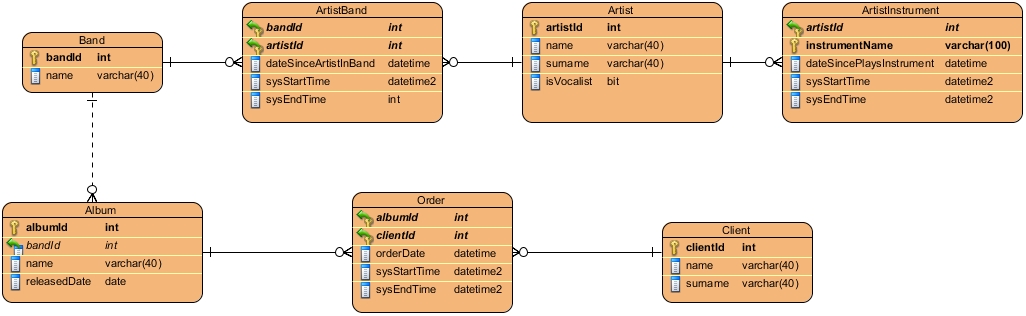 Band
bandId int
name varchar(40)
ArtistBand
bandId int
artistId int
dateSinceArtistInBand datetime
sysStartTime datetime2
sysEndTime int
Artist
artistId int
name varchar(40)
surname varchar(40)
isVocalist bit
ArtistInstrument
artistId int
instrumentName varchar(100)
dateSincePlaysInstrument datetime
sysStartTime datetime2
sysEndTime datetime2
Album
albumId int
bandId int
name varchar(40)
releasedDate date
Order
albumId int
clientId int
orderDate datetime
sysStartTime datetime2
sysEndTime datetime2
Client
clientId int
name varchar(40)
surname varchar(40)